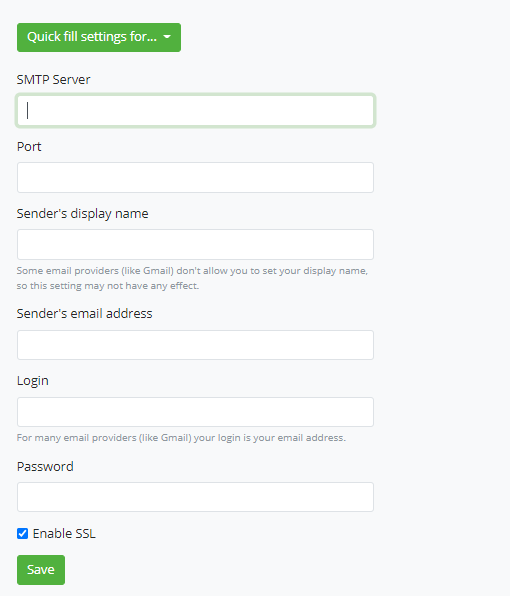 Quick fill settings for...
SMTP Server
Port
Sender's display name
Some email providers (like Gmail) don't allow you to set your display name,
so this setting may not have any effect.
Sender's email address
Login
For many email providers (like Gmail) your login is your email address.
Password
Enable SSL
Save